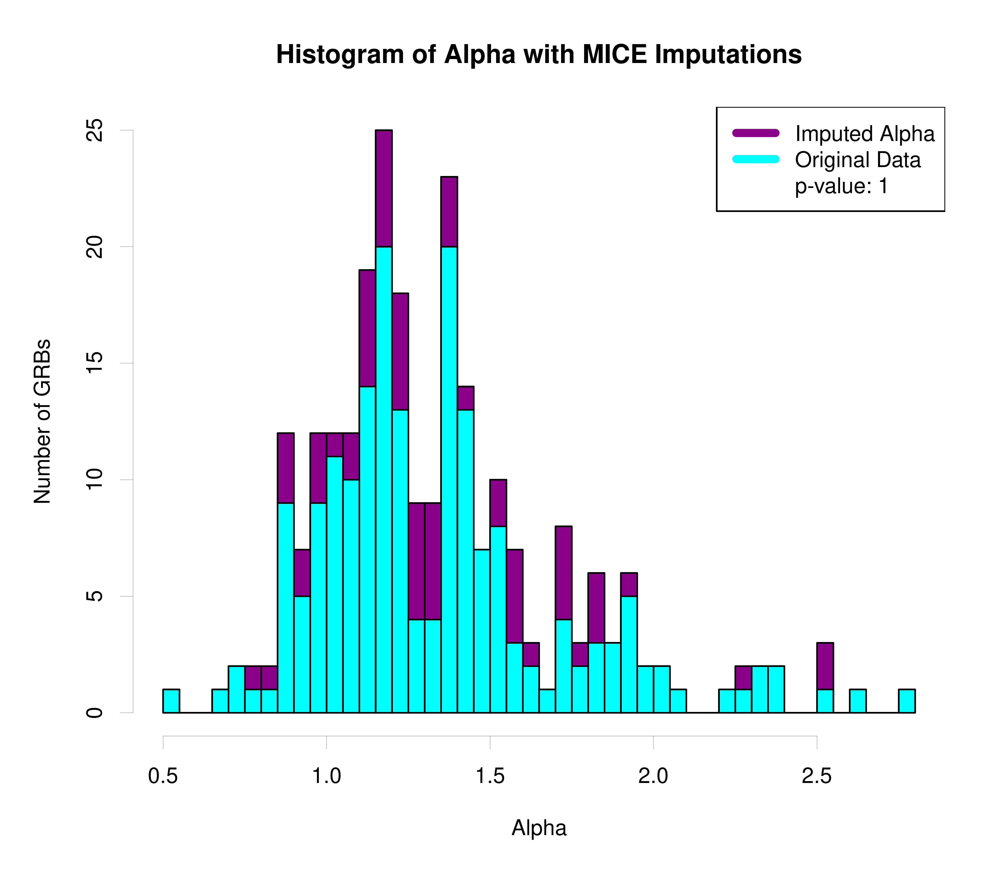 Histogram of Alpha with MICE Imputations
Imputed Alpha
Original Data
p-value: 1
Number of GRBs
25
20
15
10
5
0
0.5 1.0 1.5 2.0 2.5
Alpha